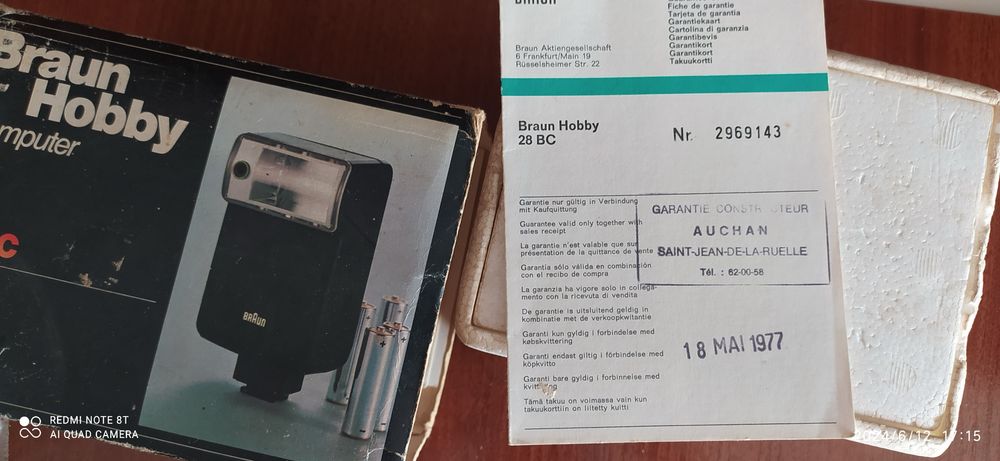 Braun
Hobby
mputer
C
BRAUN
REDMI NOTE 8T
AI QUAD CAMERA
Fiche de garantie
Tarjeta de garantia
Garantiekaart
Cartolina di garanzia
Garantibevis
Garantikort
Garantikort
Takuukortti
Braun Aktiengesellschaft
6 Frankfurt/Main 19
Rüsselsheimer Str. 22
Braun Hobby
28 BC
Nr. 2969143
Garantie nur gültig in Verbindung
mit Kaufquittung
Guarantee valid only together with
sales receipt
La garantie n'est valable que sur
présentation de la quittance de vente
Garantia sólo válida en combinación
con el recibo de compra
La garanzia ha vigore solo in collega-
mento con la ricevuta di vendita
De garantie is uitsluitend geldig in
kombinatie met de verkoopkwitantie
Garanti kun gyldig i forbindelse med
købskvittering
Garanti endast giltig i förbindelse med
köpkvitto
Garanti bare gyldig i forbinnelse med
Tämä takuu on voimassa vain kun
takuukorttiin on liitetty kuitti
GARANTIE CONSTRUCTEUR
AUCHAN
SAINT-JEAN-DE-LA-RUELLE
Tél. : 62-00-58
18 MAI 1977
2024/6/12 17:15